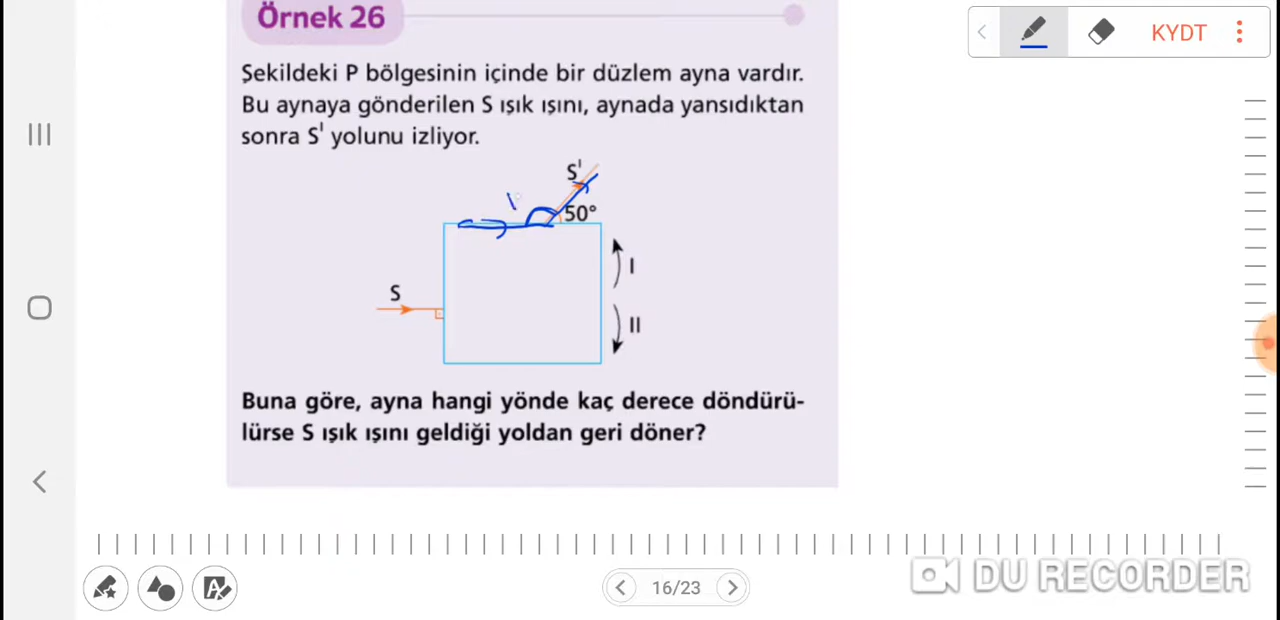 Örnek 26
KYDT
Şekildeki P bölgesinin içinde bir düzlem ayna vardır.
Bu aynaya gönderilen S ışık ışını, aynada yansıdıktan
sonra S' yolunu izliyor.
S'
50°
I
S
II
Buna göre, ayna hangi yönde kaç derece döndürü-
lürse S ışık ışını geldiği yoldan geri döner?
16/23
DU RECORDER